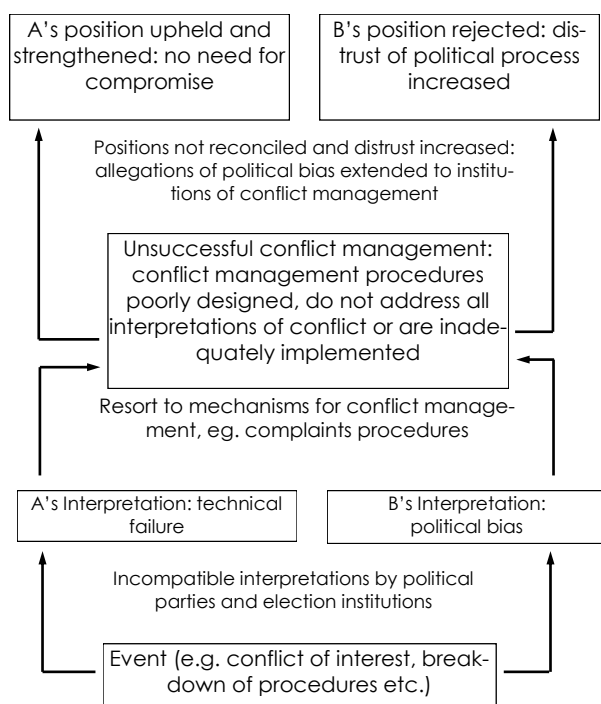 A's position upheld and
strengthened: no need for
compromise
B's position rejected: dis-
trust of political process
increased
Positions not reconciled and distrust increased:
allegations of political bias extended to institu-
tions of conflict management
Unsuccessful conflict management:
conflict management procedures
poorly designed, do not address all
interpretations of conflict or are inade-
quately implemented
Resort to mechanisms for conflict manage-
ment, eg. complaints procedures
A's Interpretation: technical
failure
B's Interpretation:
political bias
Incompatible interpretations by political
parties and election institutions
Event (e.g. conflict of interest, break-
down of procedures etc.)